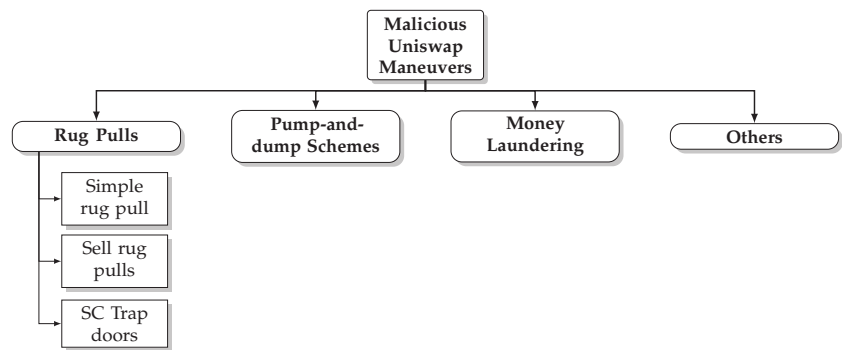 Malicious
Uniswap
Maneuvers
Rug Pulls
Pump-and-
dump Schemes
Money
Laundering
Others
Simple
rug pull
Sell rug
pulls
SC Trap
doors